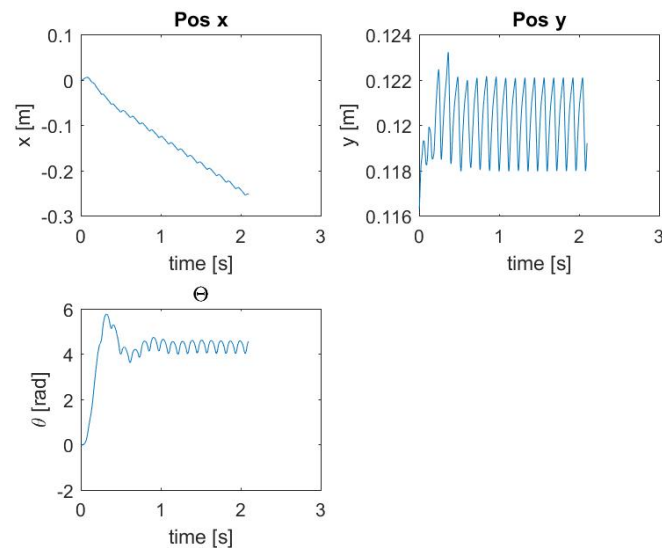 Pos x
0.1
0
-0.1
-0.2
-0.3
x [m]
0 1 2 3
time [s]
Pos y
0.124
0.122
0.12
0.118
0.116
y [m]
0 1 2 3
time [s]
Θ
6
4
2
0
-2
θ [rad]
0 1 2 3
time [s]